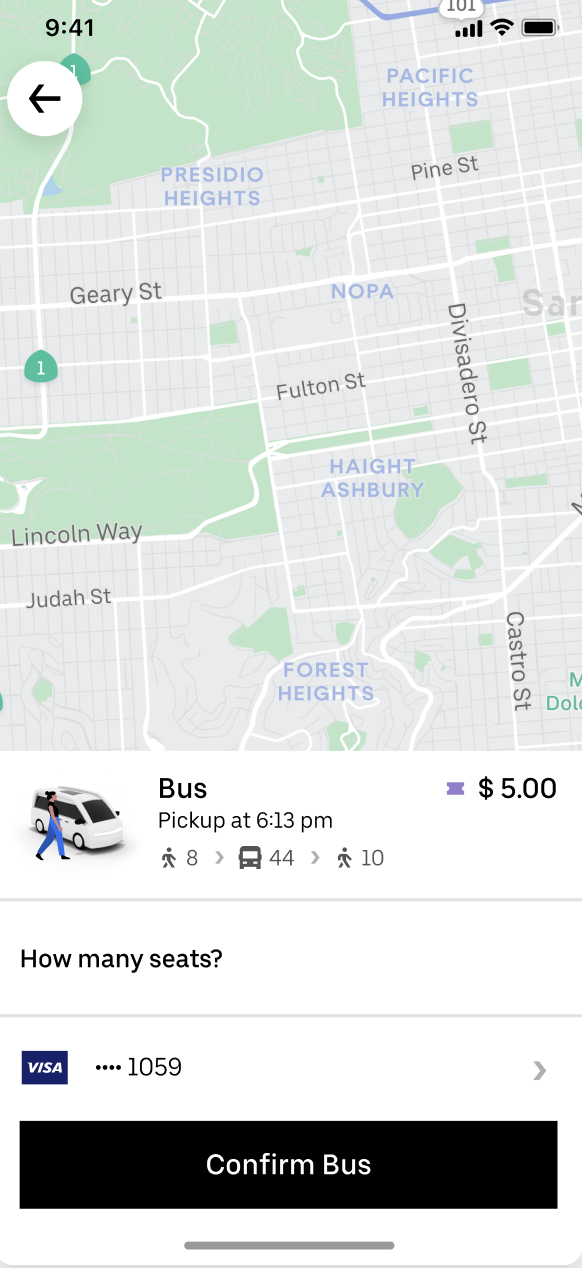 9:41
101
1
PACIFIC
HEIGHTS
Pine St
PRESIDIO
HEIGHTS
Geary St
NOPA
San
Divisadero St
1
Fulton St
HAIGHT
ASHBURY
Lincoln Way
Judah St
Castro St
FOREST
HEIGHTS
M
Dolo
Bus
$ 5.00
Pickup at 6:13 pm
8 › 44 › 10
How many seats?
VISA •••• 1059 ›
Confirm Bus